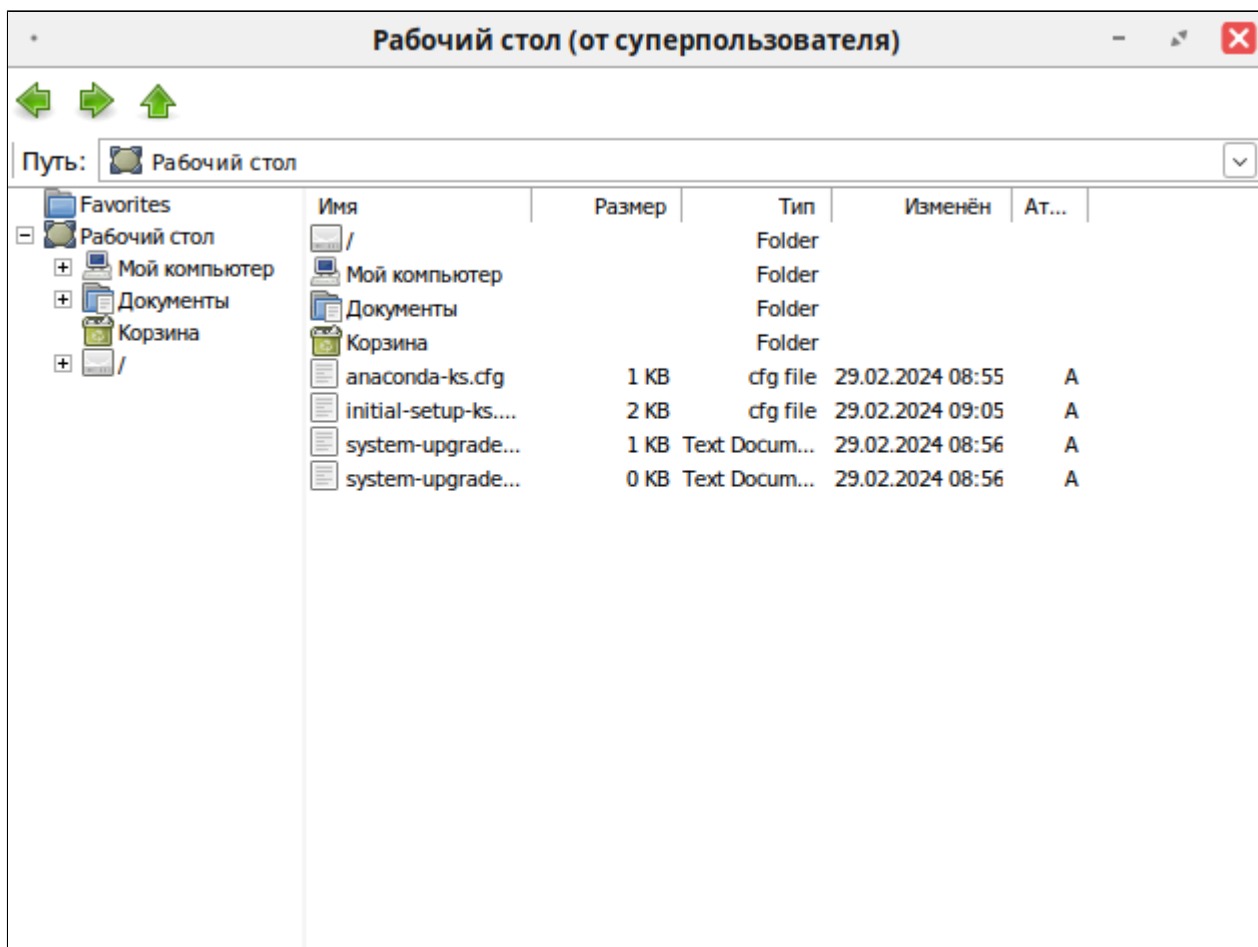 Рабочий стол (от суперпользователя)
Путь: Рабочий стол
Favorites
Рабочий стол
Мой компьютер
Документы
Корзина
/
Имя Размер Тип Изменён Ат...
/ Folder
Мой компьютер Folder
Документы Folder
Корзина Folder
anaconda-ks.cfg 1 KB cfg file 29.02.2024 08:55 A
initial-setup-ks.... 2 KB cfg file 29.02.2024 09:05 A
system-upgrade... 1 KB Text Docum... 29.02.2024 08:56 A
system-upgrade... 0 KB Text Docum... 29.02.2024 08:56 A